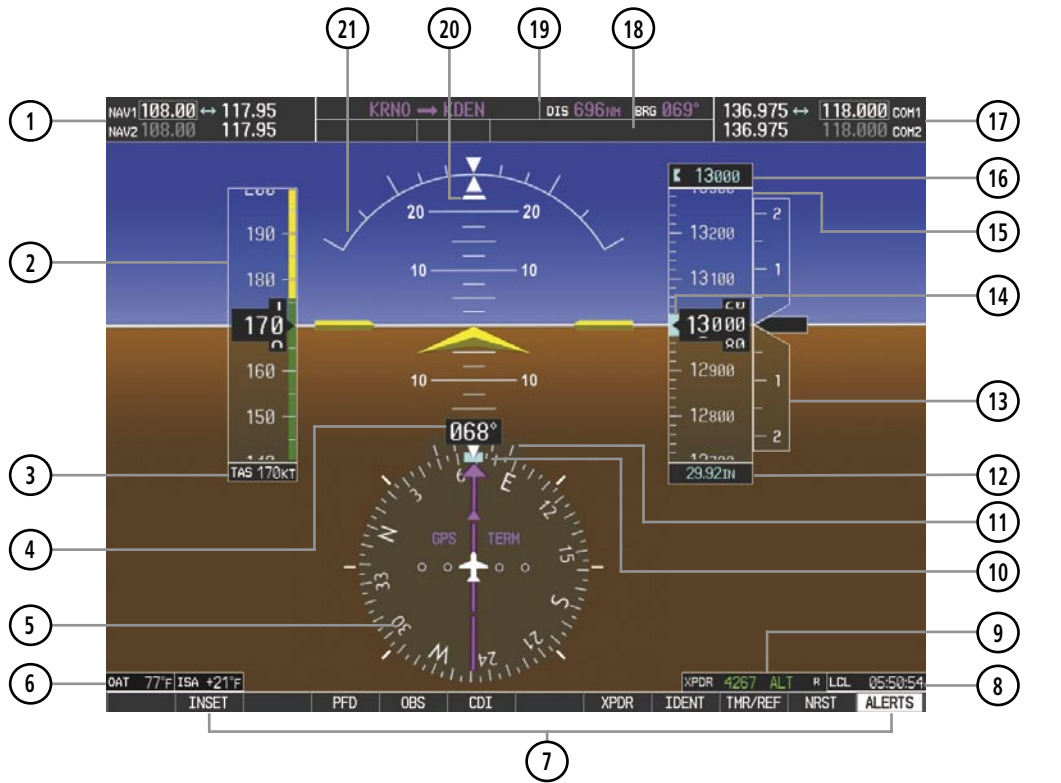 21 20 19 18
1
NAV1 108.00 ↔ 117.95
NAV2 108.00 117.95
KRNO → KDEN DIS 696NM BRG 069°
136.975 ↔ 118.000 COM1
136.975 118.000 COM2
17
13000
16
15
2
190
180
170
160
150
TAS 170KT
3
20 20
10 10
10 10
13200
13100
13000
20
80
12900
12800
2
1
1
2
14
13
29.92IN
12
068°
4
11
10
N 3 6 E 12 15 S 21 24 W 30 33
GPS TERM
5
9
6
OAT 77°F ISA +21°F
XPDR 4267 ALT R LCL 05:50:54
8
INSET PFD OBS CDI XPDR IDENT TMR/REF NRST ALERTS
7